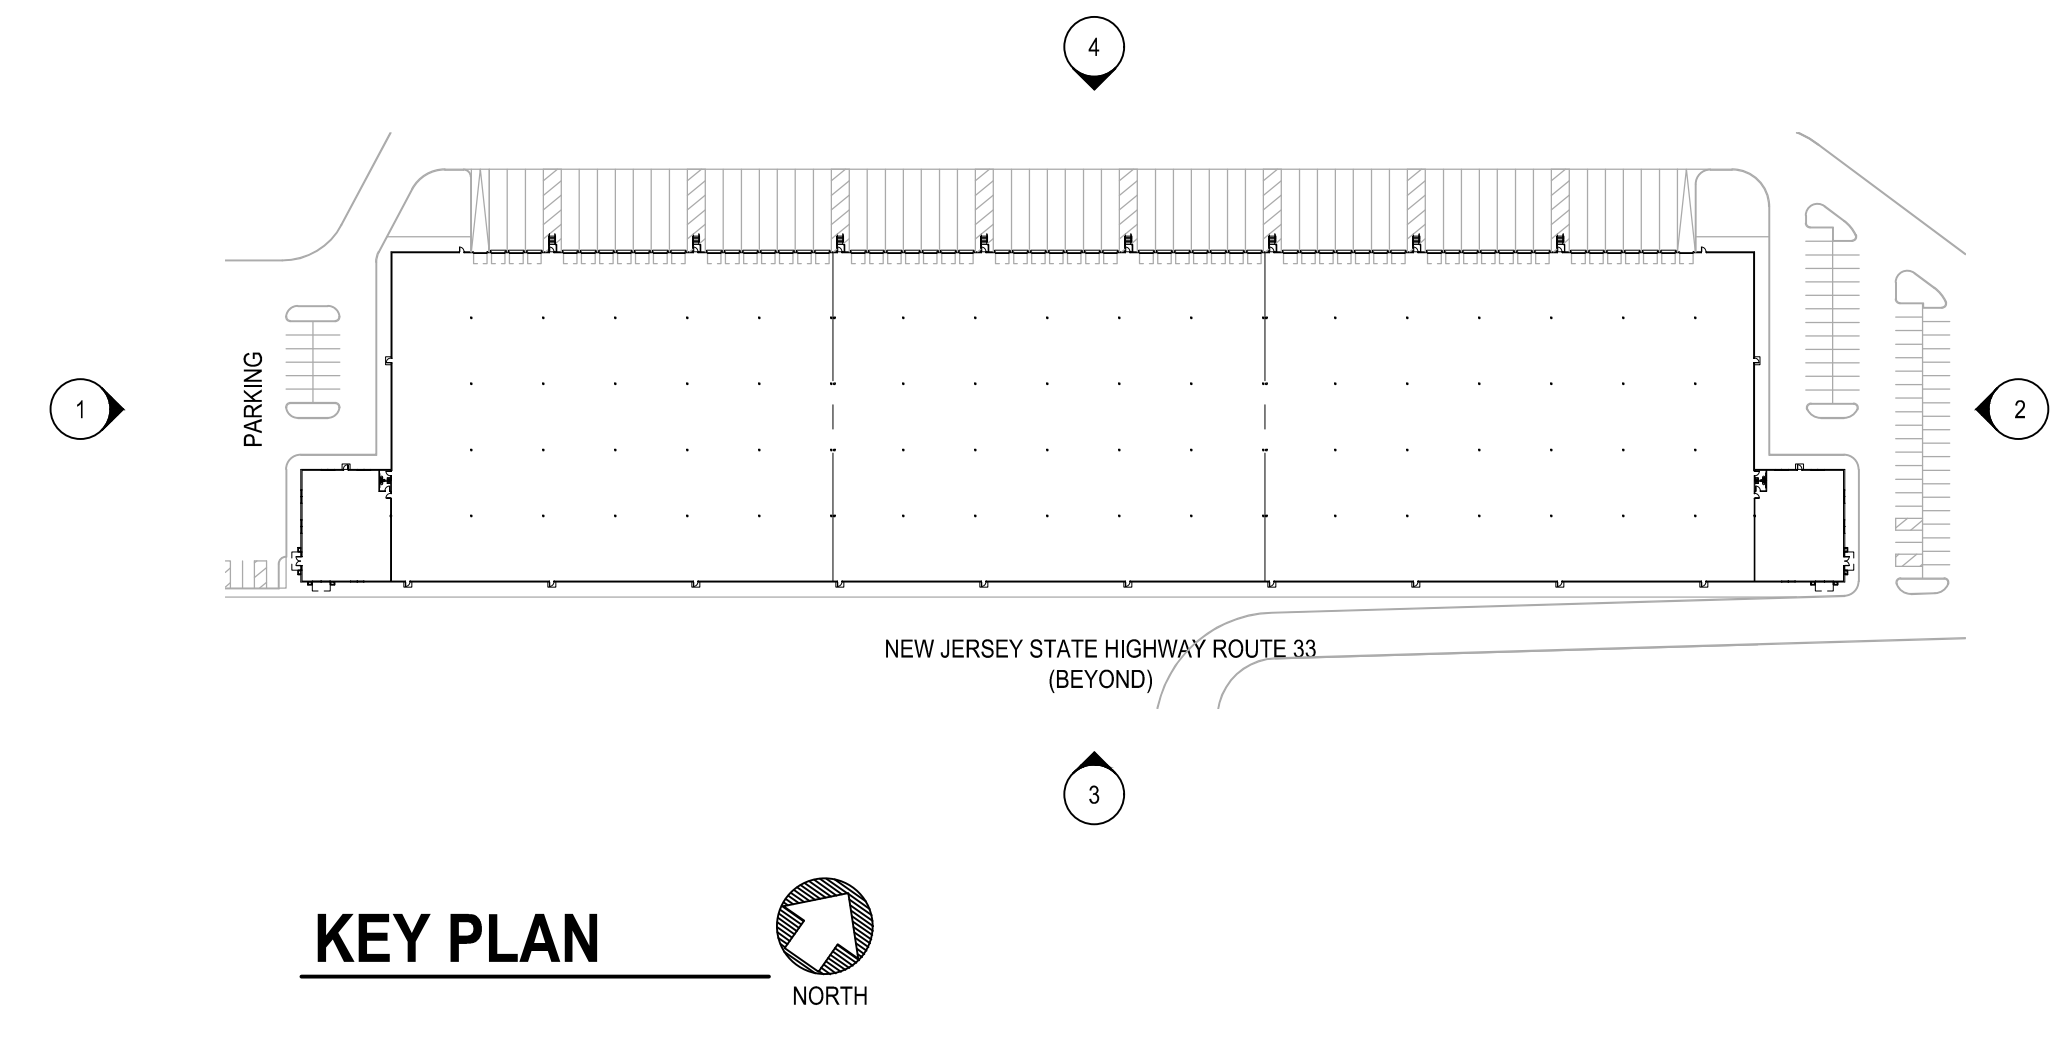 4
PARKING
1
2
NEW JERSEY STATE HIGHWAY ROUTE 33
(BEYOND)
3
KEY PLAN
NORTH